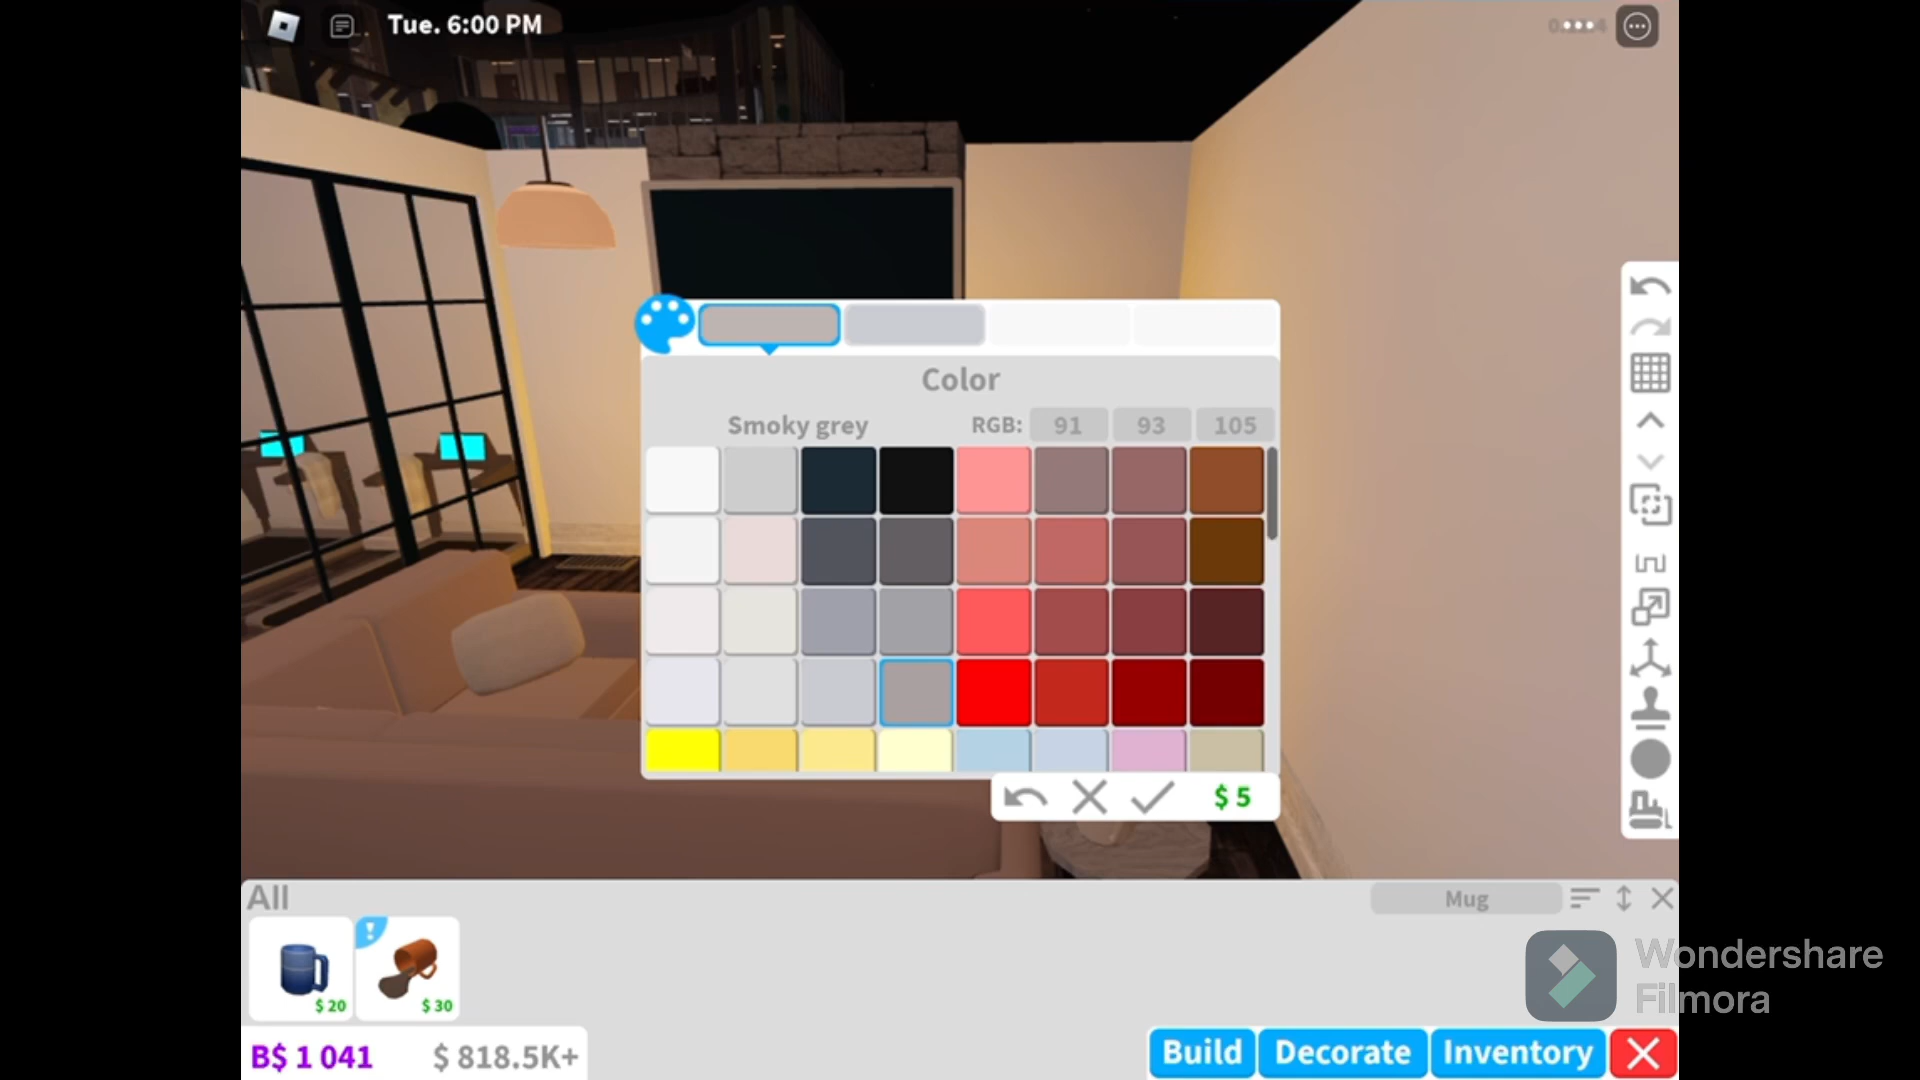 Tue. 6:00 PM
Color
Smoky grey
RGB: 91 93 105
$ 5
All
Mug
$ 20
$ 30
Wondershare
Filmora
B$ 1 041
$ 818.5K+
Build
Decorate
Inventory